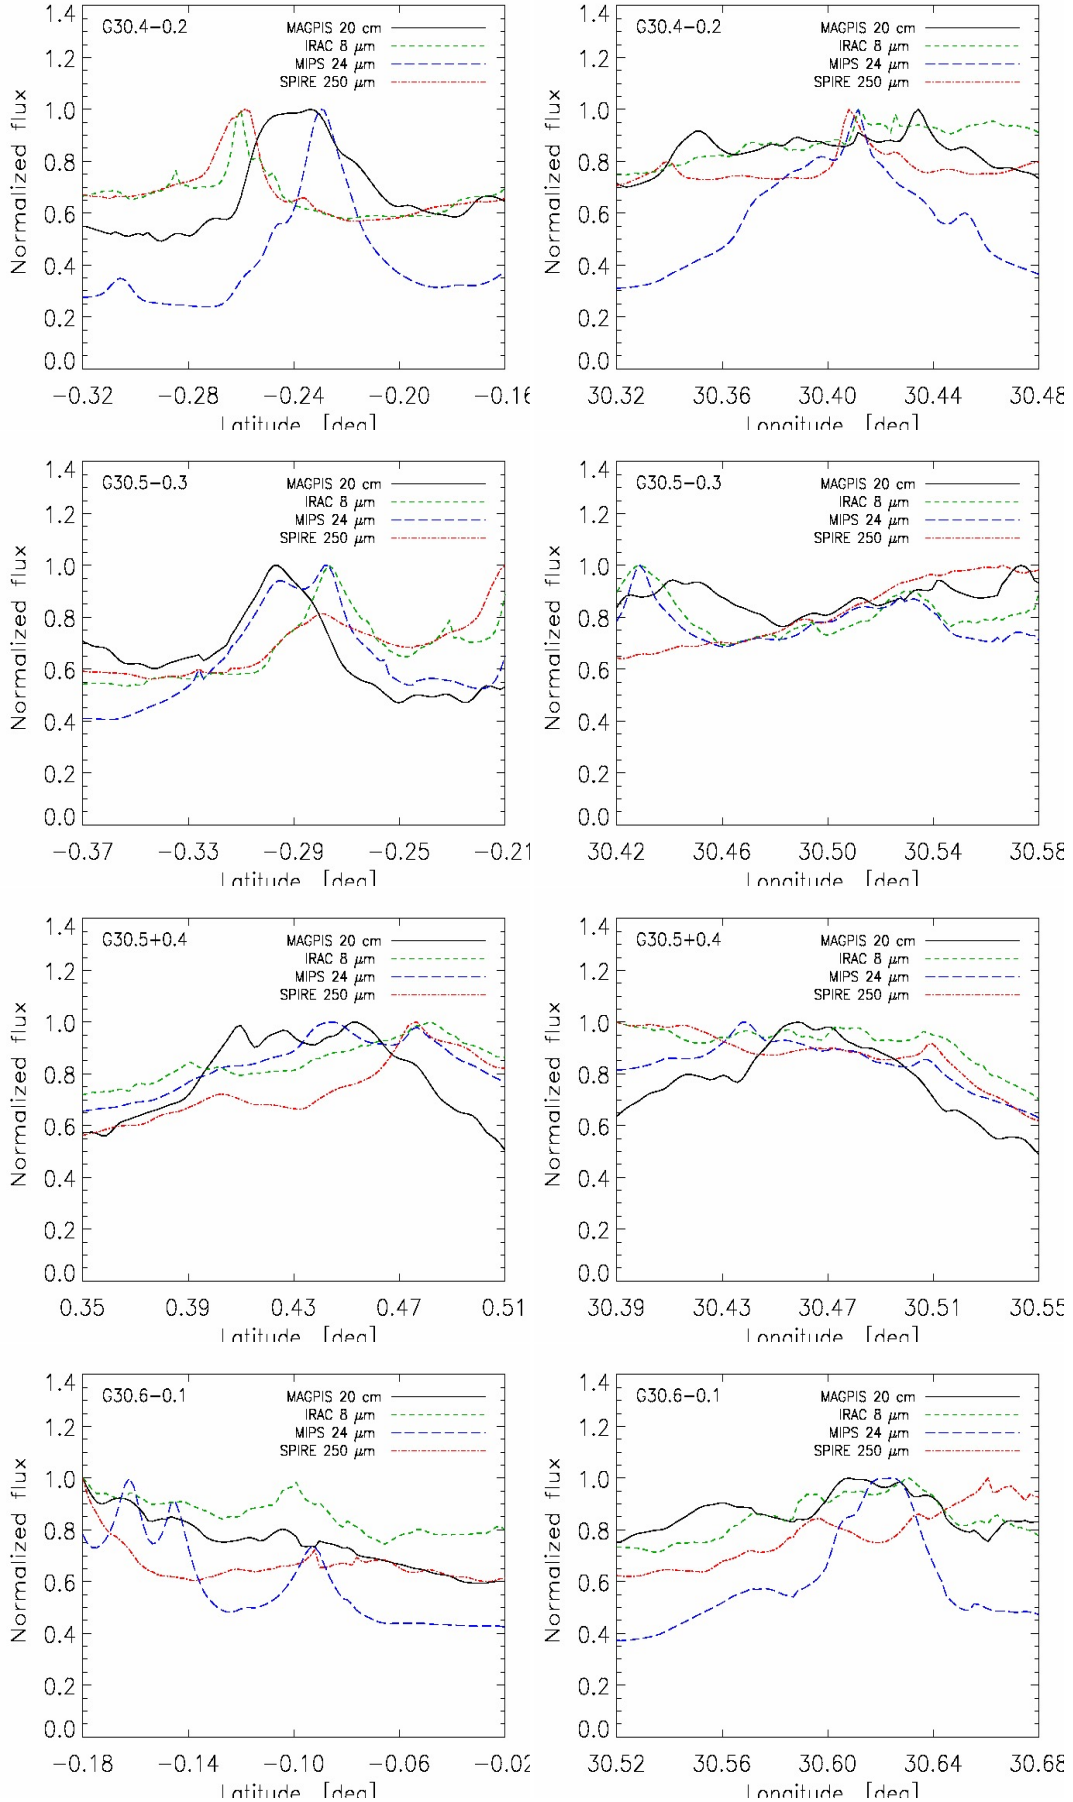 G30.4−0.2
MAGPIS 20 cm
IRAC 8 μm
MIPS 24 μm
SPIRE 250 μm
Normalized flux
1.4
1.2
1.0
0.8
0.6
0.4
0.2
0.0
−0.32 −0.28 −0.24 −0.20 −0.16
Latitude [deg]
G30.4−0.2
MAGPIS 20 cm
IRAC 8 μm
MIPS 24 μm
SPIRE 250 μm
Normalized flux
1.4
1.2
1.0
0.8
0.6
0.4
0.2
0.0
30.32 30.36 30.40 30.44 30.48
Longitude [deg]
G30.5−0.3
MAGPIS 20 cm
IRAC 8 μm
MIPS 24 μm
SPIRE 250 μm
Normalized flux
1.4
1.2
1.0
0.8
0.6
0.4
0.2
0.0
−0.37 −0.33 −0.29 −0.25 −0.21
Latitude [deg]
G30.5−0.3
MAGPIS 20 cm
IRAC 8 μm
MIPS 24 μm
SPIRE 250 μm
Normalized flux
1.4
1.2
1.0
0.8
0.6
0.4
0.2
0.0
30.42 30.46 30.50 30.54 30.58
Longitude [deg]
G30.5+0.4
MAGPIS 20 cm
IRAC 8 μm
MIPS 24 μm
SPIRE 250 μm
Normalized flux
1.4
1.2
1.0
0.8
0.6
0.4
0.2
0.0
0.35 0.39 0.43 0.47 0.51
Latitude [deg]
G30.5+0.4
MAGPIS 20 cm
IRAC 8 μm
MIPS 24 μm
SPIRE 250 μm
Normalized flux
1.4
1.2
1.0
0.8
0.6
0.4
0.2
0.0
30.39 30.43 30.47 30.51 30.55
Longitude [deg]
G30.6−0.1
MAGPIS 20 cm
IRAC 8 μm
MIPS 24 μm
SPIRE 250 μm
Normalized flux
1.4
1.2
1.0
0.8
0.6
0.4
0.2
0.0
−0.18 −0.14 −0.10 −0.06 −0.02
Latitude [deg]
G30.6−0.1
MAGPIS 20 cm
IRAC 8 μm
MIPS 24 μm
SPIRE 250 μm
Normalized flux
1.4
1.2
1.0
0.8
0.6
0.4
0.2
0.0
30.52 30.56 30.60 30.64 30.68
Longitude [deg]